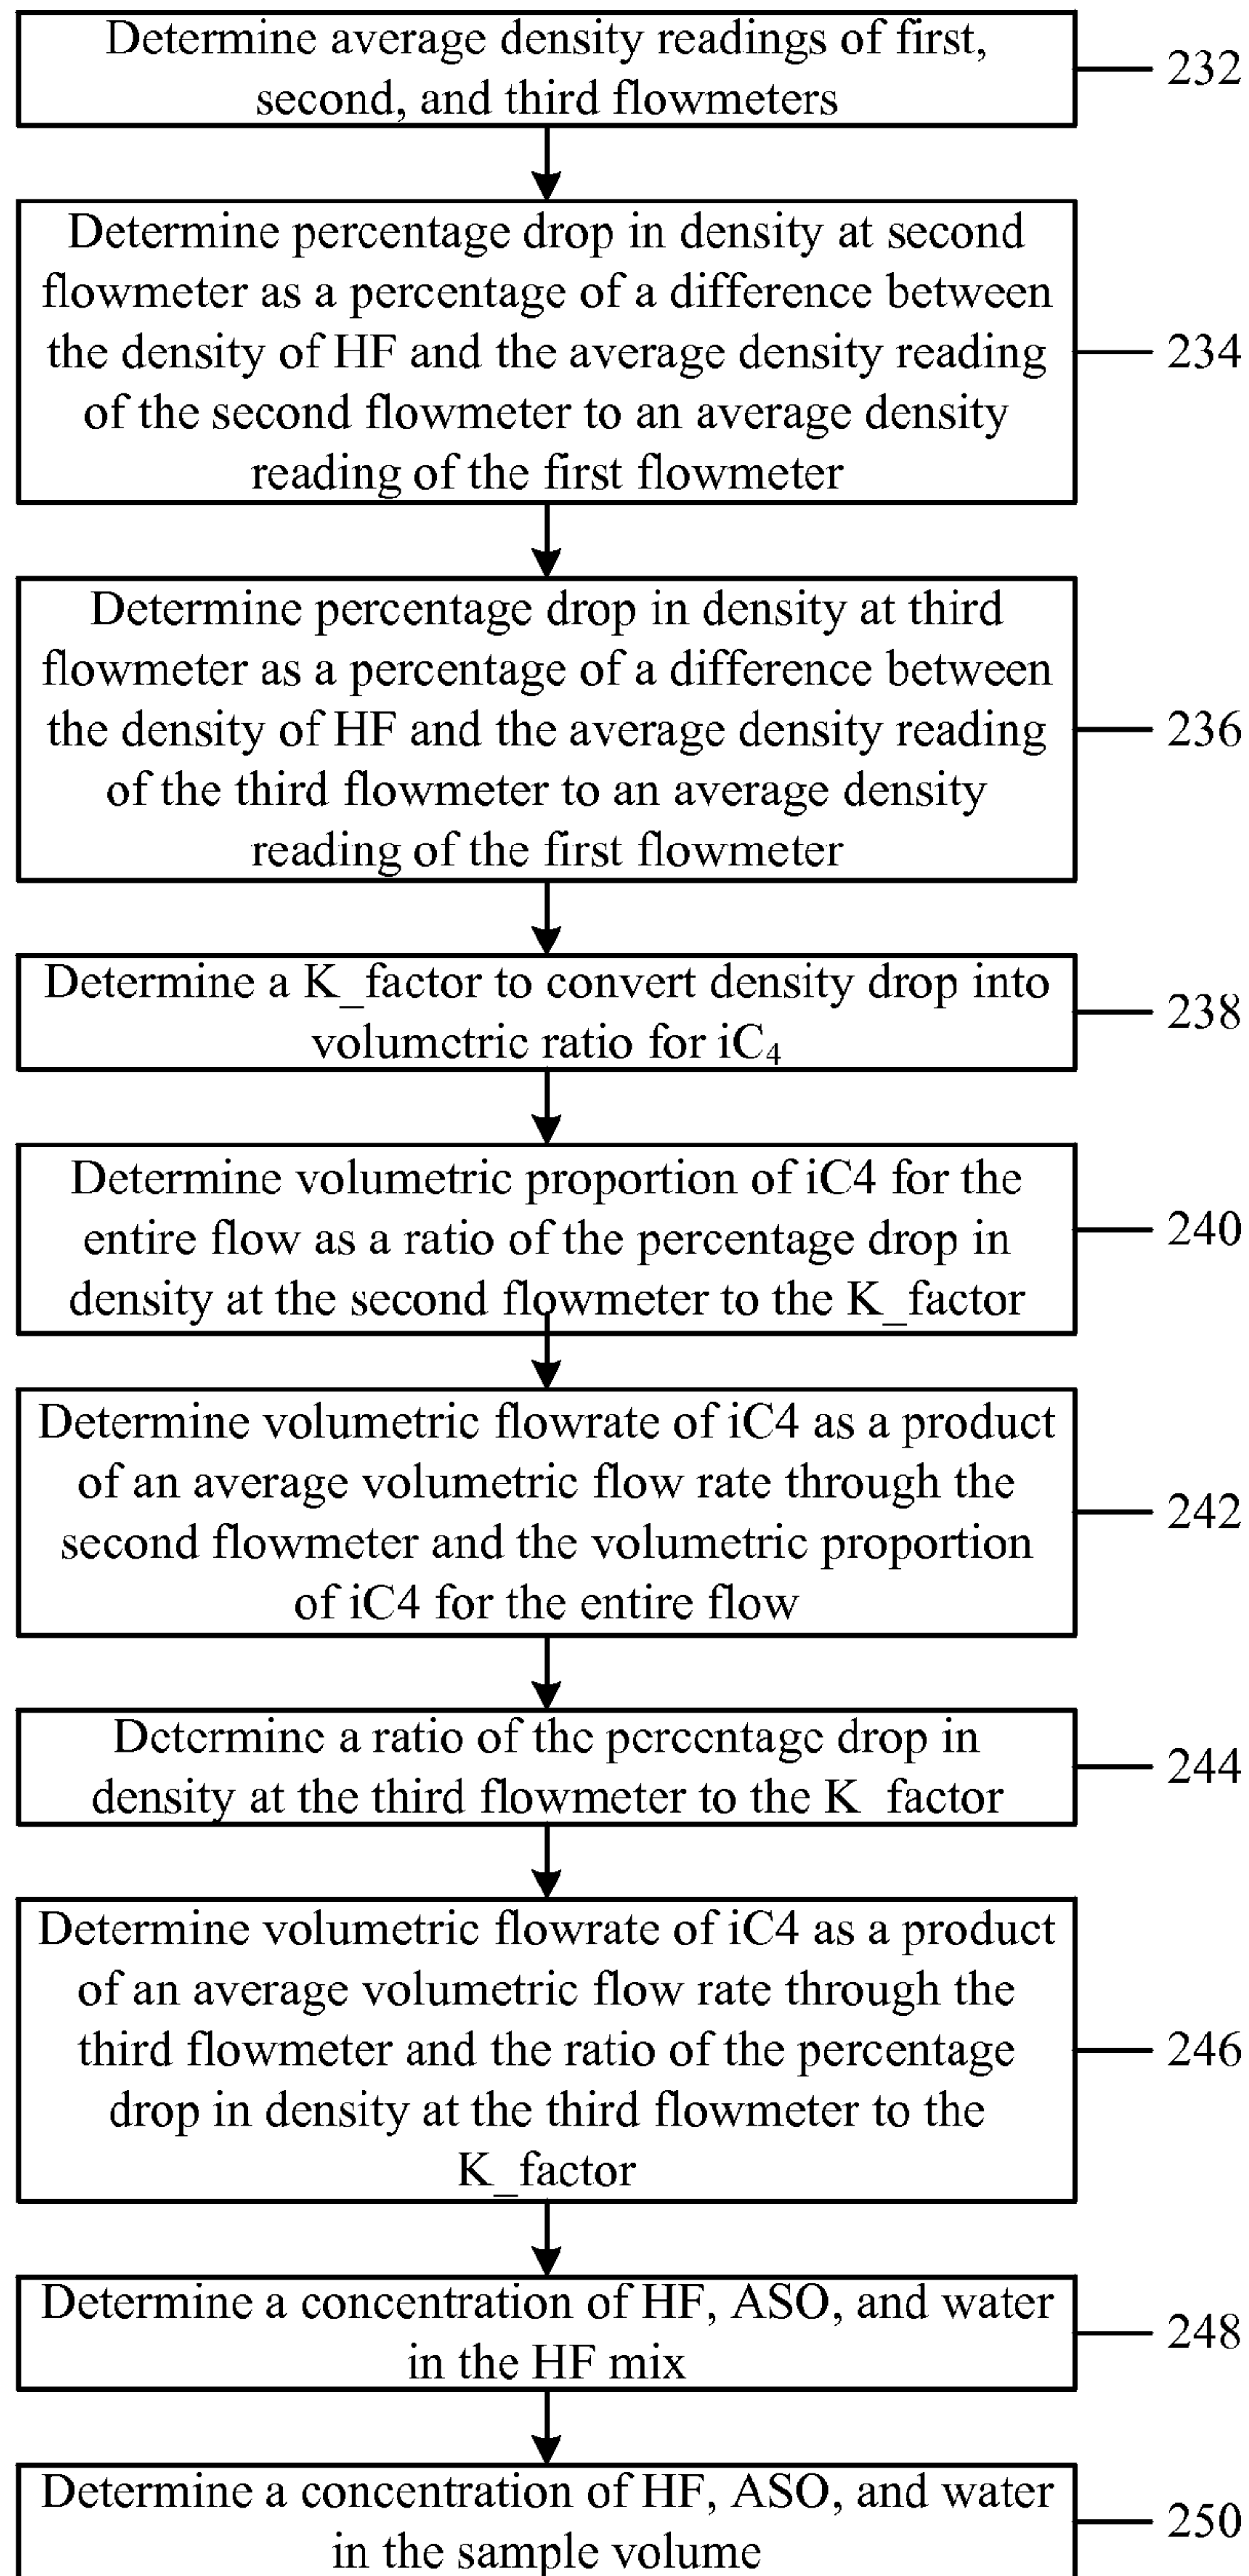 Determine average density readings of first,
second, and third flowmeters
232
Determine percentage drop in density at second
flowmeter as a percentage of a difference between
the density of HF and the average density reading
of the second flowmeter to an average density
reading of the first flowmeter
234
Determine percentage drop in density at third
flowmeter as a percentage of a difference between
the density of HF and the average density reading
of the third flowmeter to an average density
reading of the first flowmeter
236
Determine a K_factor to convert density drop into
volumetric ratio for iC₄
238
Determine volumetric proportion of iC4 for the
entire flow as a ratio of the percentage drop in
density at the second flowmeter to the K_factor
240
Determine volumetric flowrate of iC4 as a product
of an average volumetric flow rate through the
second flowmeter and the volumetric proportion
of iC4 for the entire flow
242
Determine a ratio of the percentage drop in
density at the third flowmeter to the K factor
244
Determine volumetric flowrate of iC4 as a product
of an average volumetric flow rate through the
third flowmeter and the ratio of the percentage
drop in density at the third flowmeter to the
K_factor
246
Determine a concentration of HF, ASO, and water
in the HF mix
248
Determine a concentration of HF, ASO, and water
in the sample volume
250